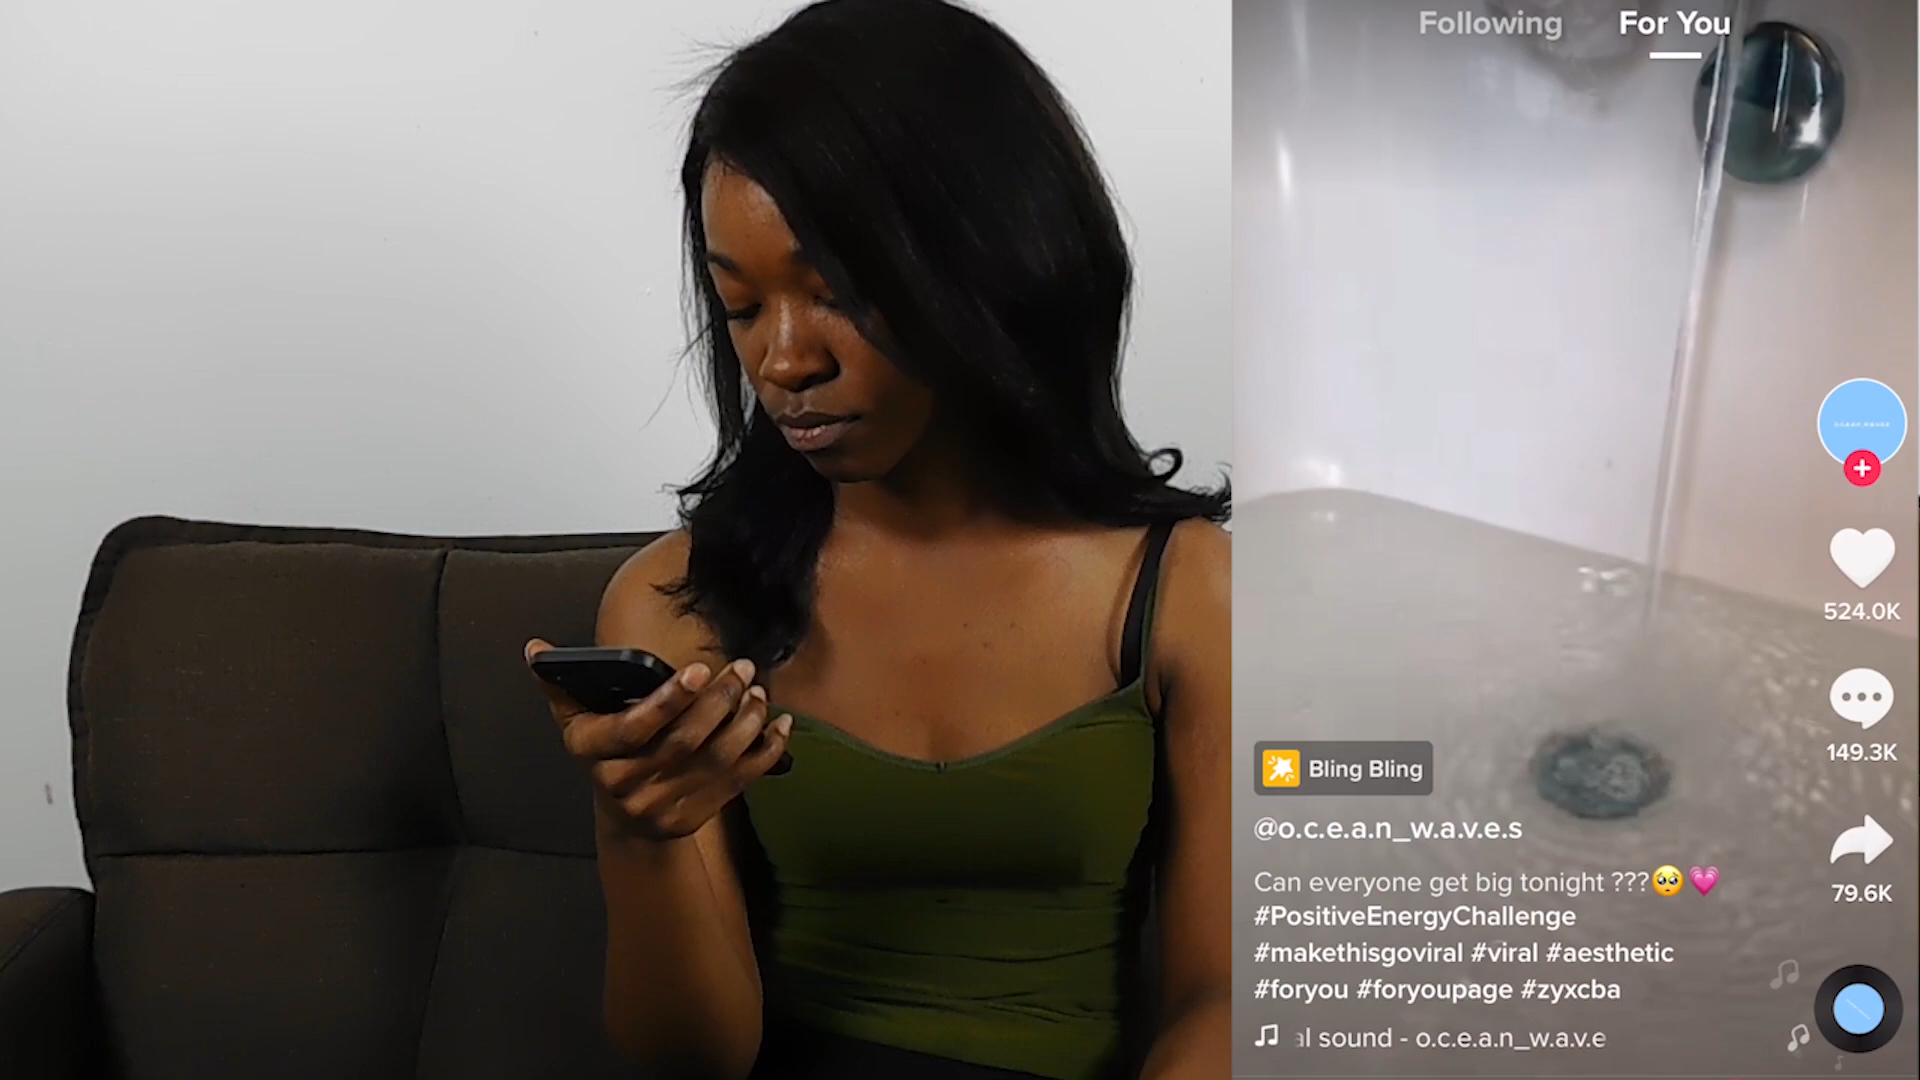 Following For You
524.0K
149.3K
Bling Bling
@o.c.e.a.n_w.a.v.e.s
Can everyone get big tonight ???🥺💗
#PositiveEnergyChallenge
#makethisgoviral #viral #aesthetic
#foryou #foryoupage #zyxcba
79.6K
al sound - o.c.e.a.n_w.a.v.e